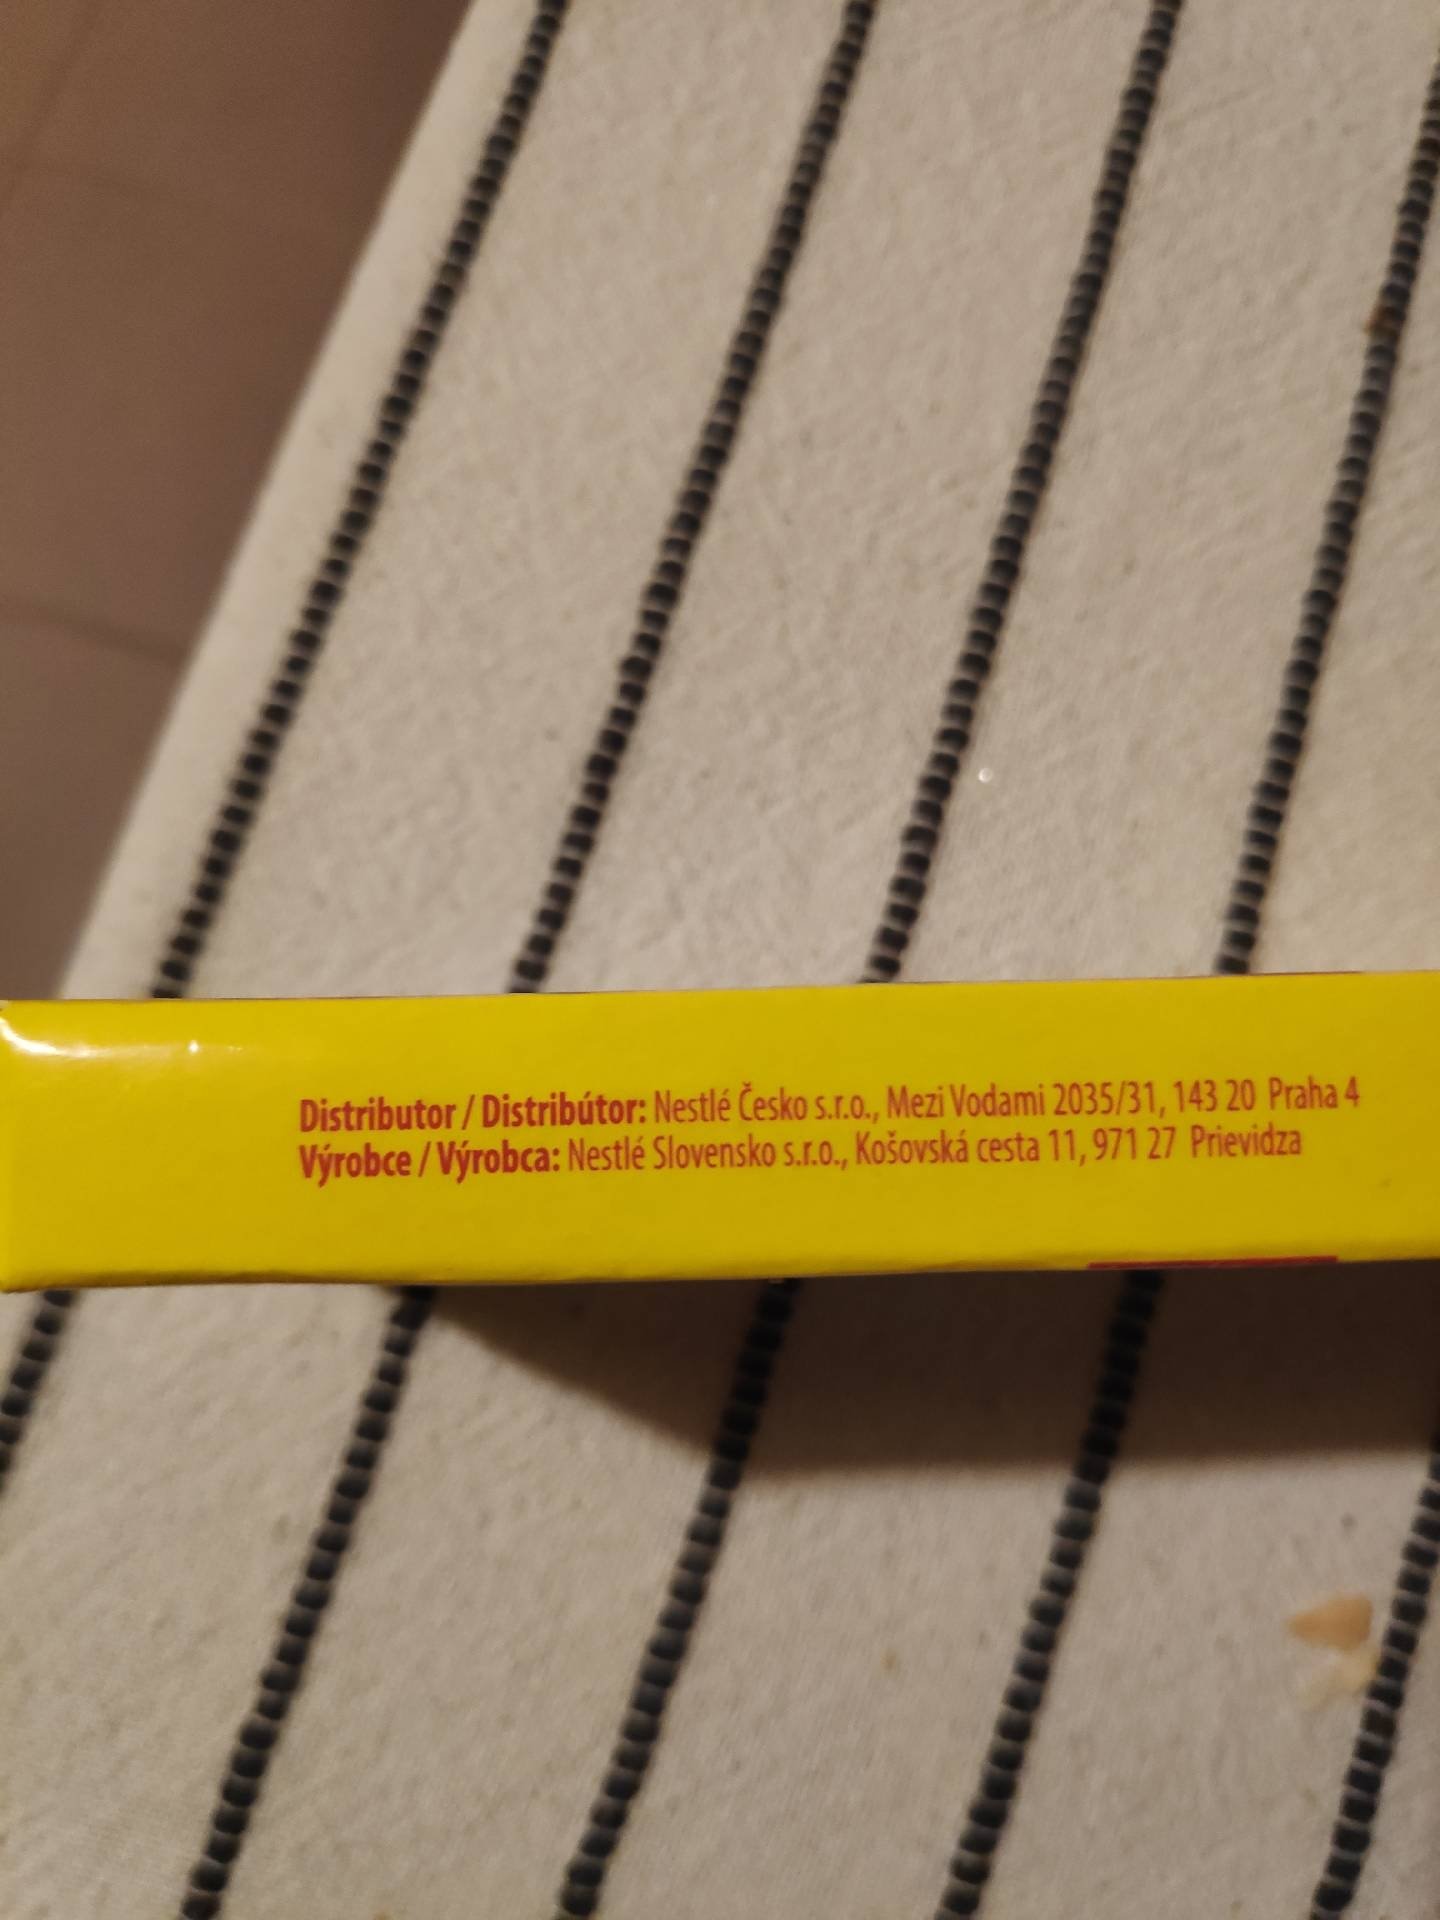 Distributor / Distribútor: Nestlé Česko s.r.o., Mezi Vodami 2035/31, 143 20 Praha 4
Výrobce / Výrobca: Nestlé Slovensko s.r.o., Košovská cesta 11, 971 27 Prievidza